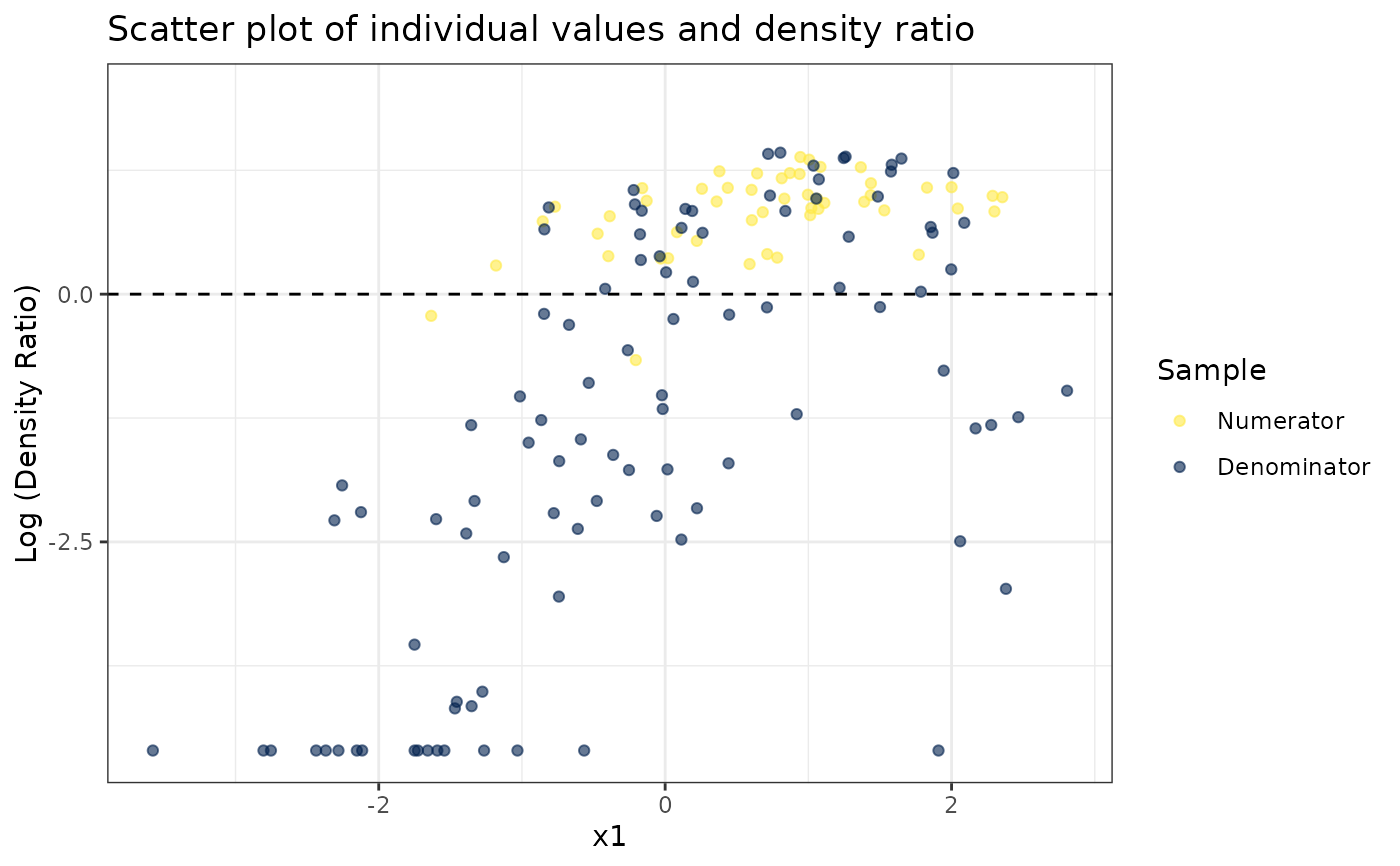 Scatter plot of individual values and density ratio
Log (Density Ratio)
0.0
-2.5
-2
0
2
x1
Sample
Numerator
Denominator